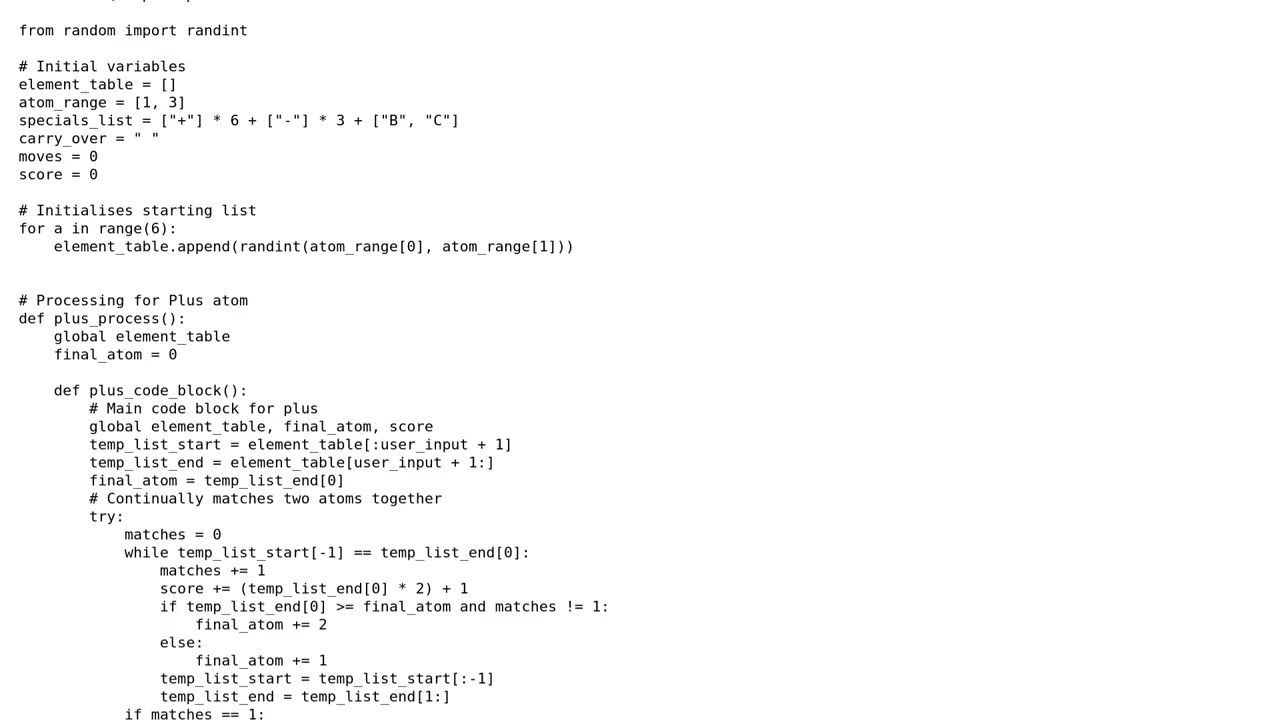 from random import randint

# Initial variables
element_table = []
atom_range = [1, 3]
specials_list = ["+"] * 6 + ["-"] * 3 + ["B", "C"]
carry_over = " "
moves = 0
score = 0

# Initialises starting list
for a in range(6):
    element_table.append(randint(atom_range[0], atom_range[1]))


# Processing for Plus atom
def plus_process():
    global element_table
    final_atom = 0

    def plus_code_block():
        # Main code block for plus
        global element_table, final_atom, score
        temp_list_start = element_table[:user_input + 1]
        temp_list_end = element_table[user_input + 1:]
        final_atom = temp_list_end[0]
        # Continually matches two atoms together
        try:
            matches = 0
            while temp_list_start[-1] == temp_list_end[0]:
                matches += 1
                score += (temp_list_end[0] * 2) + 1
                if temp_list_end[0] >= final_atom and matches != 1:
                    final_atom += 2
                else:
                    final_atom += 1
                temp_list_start = temp_list_start[:-1]
                temp_list_end = temp_list_end[1:]
            if matches == 1: